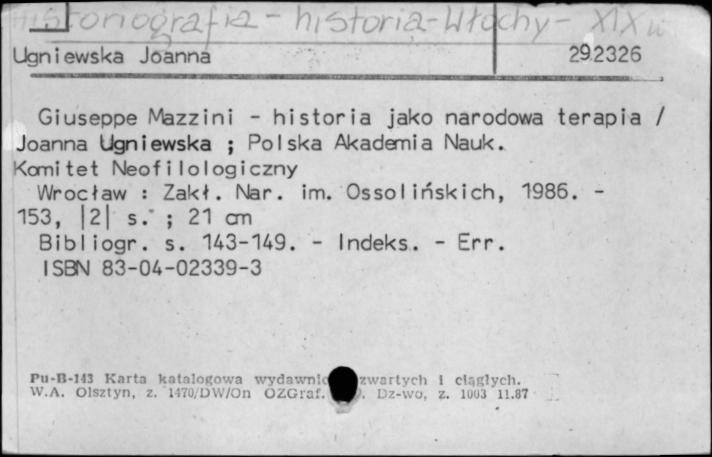 Historiografia - historia - Włochy - XIX w
Ugniewska Joanna 292326
Giuseppe Mazzini - historia jako narodowa terapia /
Joanna Ugniewska ; Polska Akademia Nauk.
Komitet Neofilologiczny
Wrocław : Zakł. Nar. im. Ossolińskich, 1986. -
153, |2| s. ; 21 cm
Bibliogr. s. 143-149. - Indeks. - Err.
ISBN 83-04-02339-3
Pu-B-143 Karta katalogowa zwartych i ciągłych.
W.A. Olsztyn, z. 1470/DW/On OZGraf. Dz-wo, z. 1003 11.87